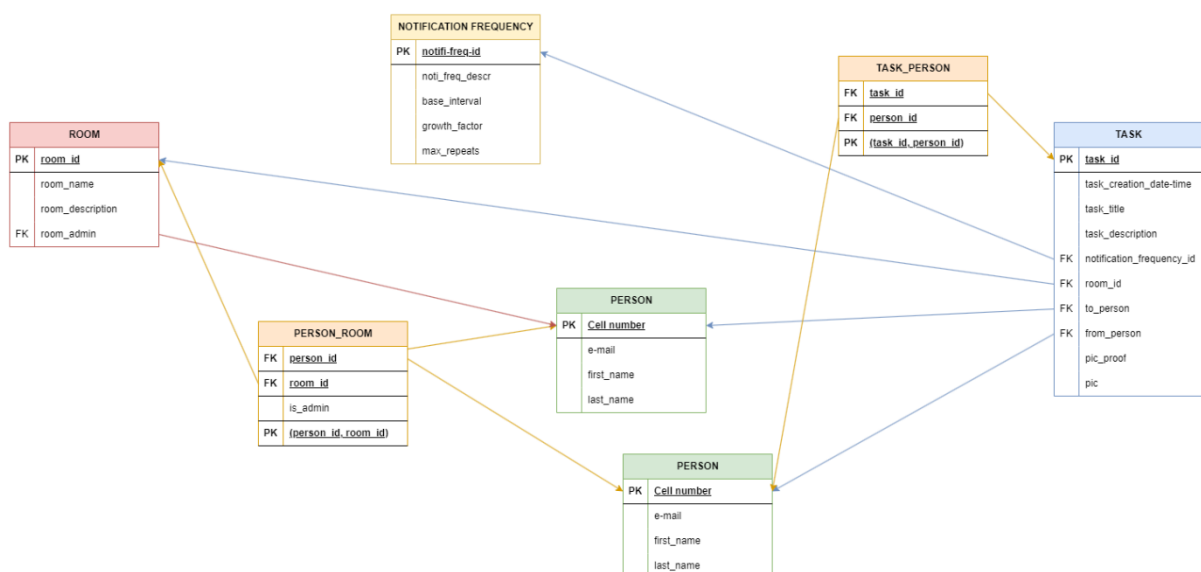 NOTIFICATION FREQUENCY
PK notifi-freq-id
noti_freq_descr
base_interval
growth_factor
max_repeats
TASK_PERSON
FK task_id
FK person_id
PK (task_id, person_id)
ROOM
PK room_id
room_name
room_description
FK room_admin
TASK
PK task_id
task_creation_date-time
task_title
task_description
FK notification_frequency_id
FK room_id
FK to_person
FK from_person
pic_proof
pic
PERSON
PK Cell number
e-mail
first_name
last_name
PERSON_ROOM
FK person_id
FK room_id
is_admin
PK (person_id, room_id)
PERSON
PK Cell number
e-mail
first_name
last_name